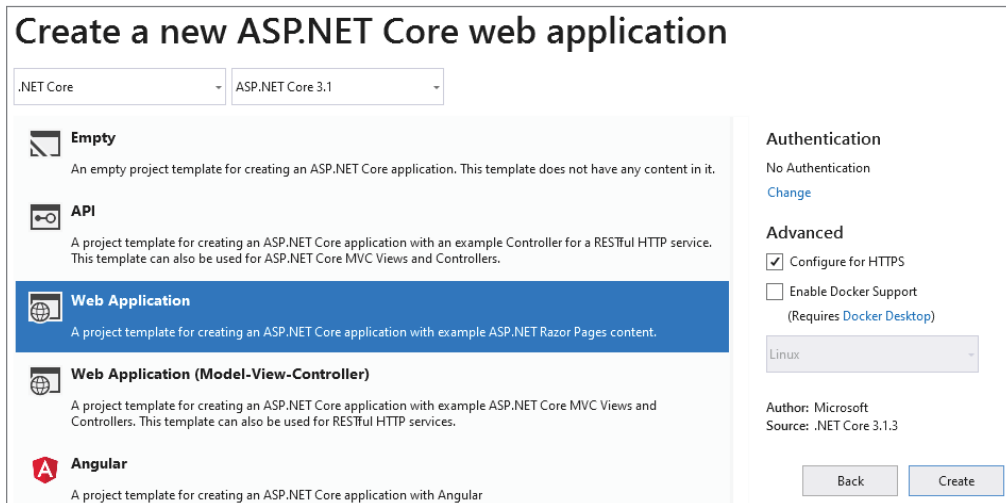 Create a new ASP.NET Core web application
.NET Core
ASP.NET Core 3.1
Empty
An empty project template for creating an ASP.NET Core application. This template does not have any content in it.
API
A project template for creating an ASP.NET Core application with an example Controller for a RESTful HTTP service.
This template can also be used for ASP.NET Core MVC Views and Controllers.
Web Application
A project template for creating an ASP.NET Core application with example ASP.NET Razor Pages content.
Web Application (Model-View-Controller)
A project template for creating an ASP.NET Core application with example ASP.NET Core MVC Views and
Controllers. This template can also be used for RESTful HTTP services.
Angular
A project template for creating an ASP.NET Core application with Angular
Authentication
No Authentication
Change
Advanced
Configure for HTTPS
Enable Docker Support
(Requires Docker Desktop)
Linux
Author: Microsoft
Source: .NET Core 3.1.3
Back
Create